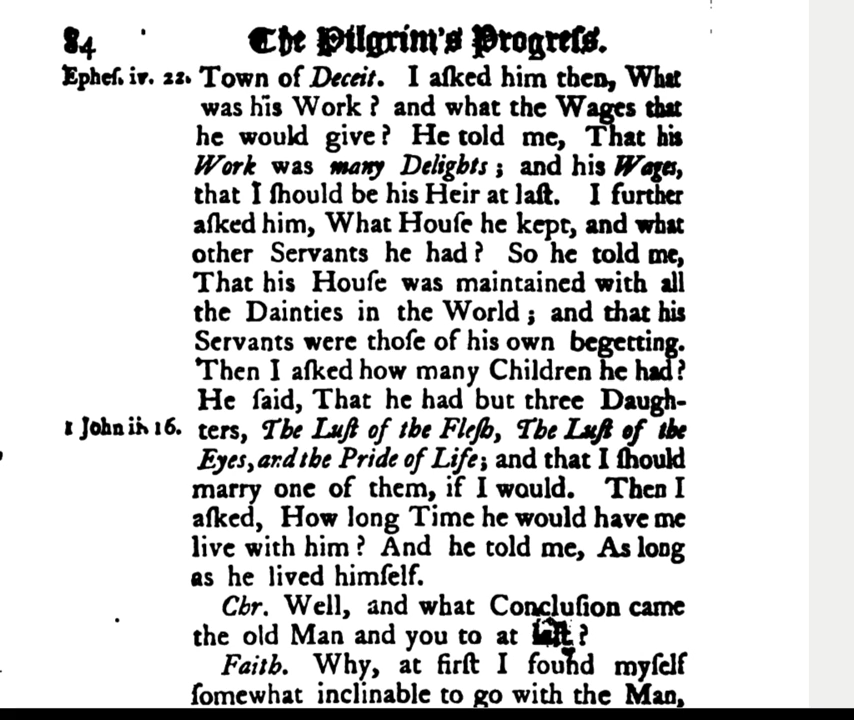 84 The Pilgrim's Progreſs.
Epheſ. iv. 22. Town of Deceit. I aſked him then, What
was his Work? and what the Wages that
he would give? He told me, That his
Work was many Delights; and his Wages,
that I ſhould be his Heir at laſt. I further
aſked him, What Houſe he kept, and what
other Servants he had? So he told me,
That his Houſe was maintained with all
the Dainties in the World; and that his
Servants were thoſe of his own begetting.
Then I aſked how many Children he had?
He ſaid, That he had but three Daugh-
1 John ii. 16. ters, The Luſt of the Fleſh, The Luſt of the
Eyes, and the Pride of Life; and that I ſhould
marry one of them, if I would. Then I
aſked, How long Time he would have me
live with him? And he told me, As long
as he lived himſelf.
Chr. Well, and what Concluſion came
the old Man and you to at laſt?
Faith. Why, at firſt I found myſelf
ſomewhat inclinable to go with the Man,